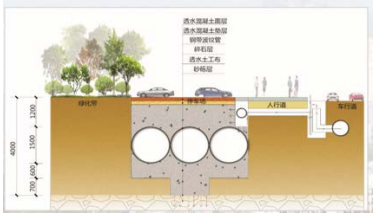 透水混凝土面层
透水混凝土垫层
钢带波纹管
碎石层
透水土工布
砂砾层
绿化带
停车场
人行道
车行道
1200
1500
4000
600
700